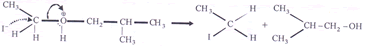 CH₃ CH₃ CH₃
I⁻ C—O⊕—CH₂—CH—CH₃ → C + CH—CH₂—OH
H H H CH₃ I H H CH₃